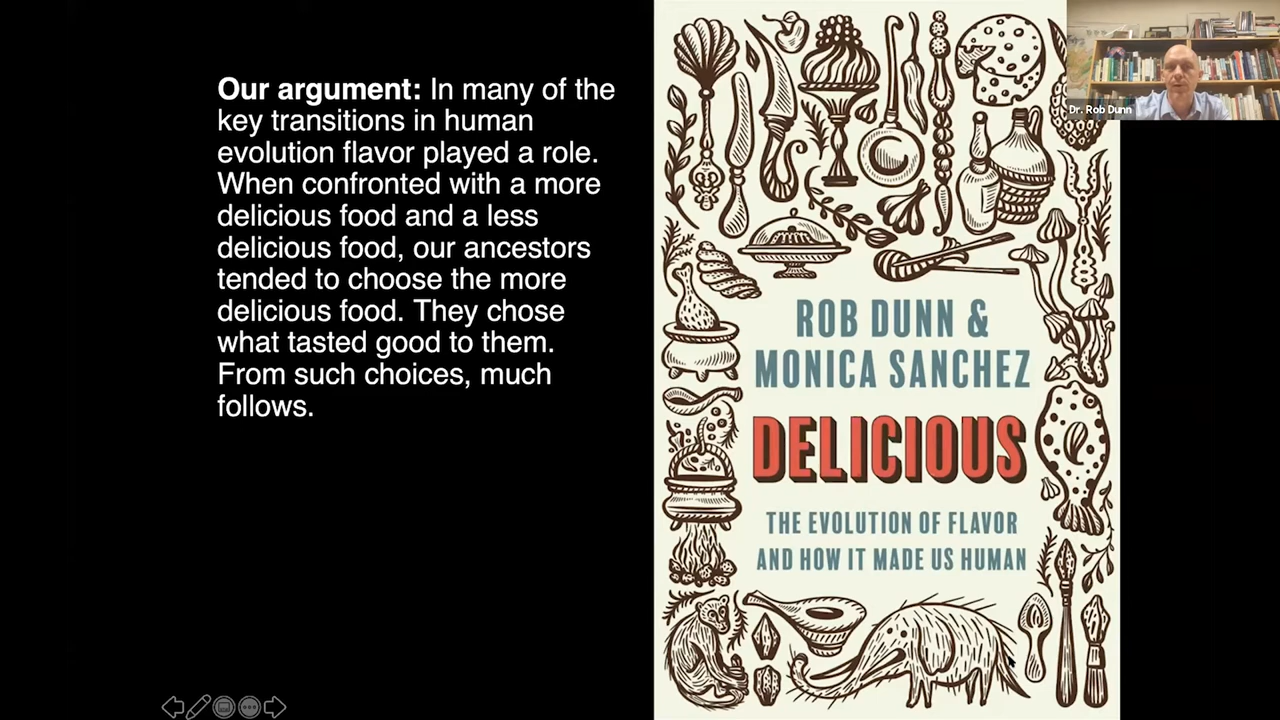 Our argument: In many of the
key transitions in human
evolution flavor played a role.
When confronted with a more
delicious food and a less
delicious food, our ancestors
tended to choose the more
delicious food. They chose
what tasted good to them.
From such choices, much
follows.
ROB DUNN &
MONICA SANCHEZ
DELICIOUS
THE EVOLUTION OF FLAVOR
AND HOW IT MADE US HUMAN
Dr. Rob Dunn